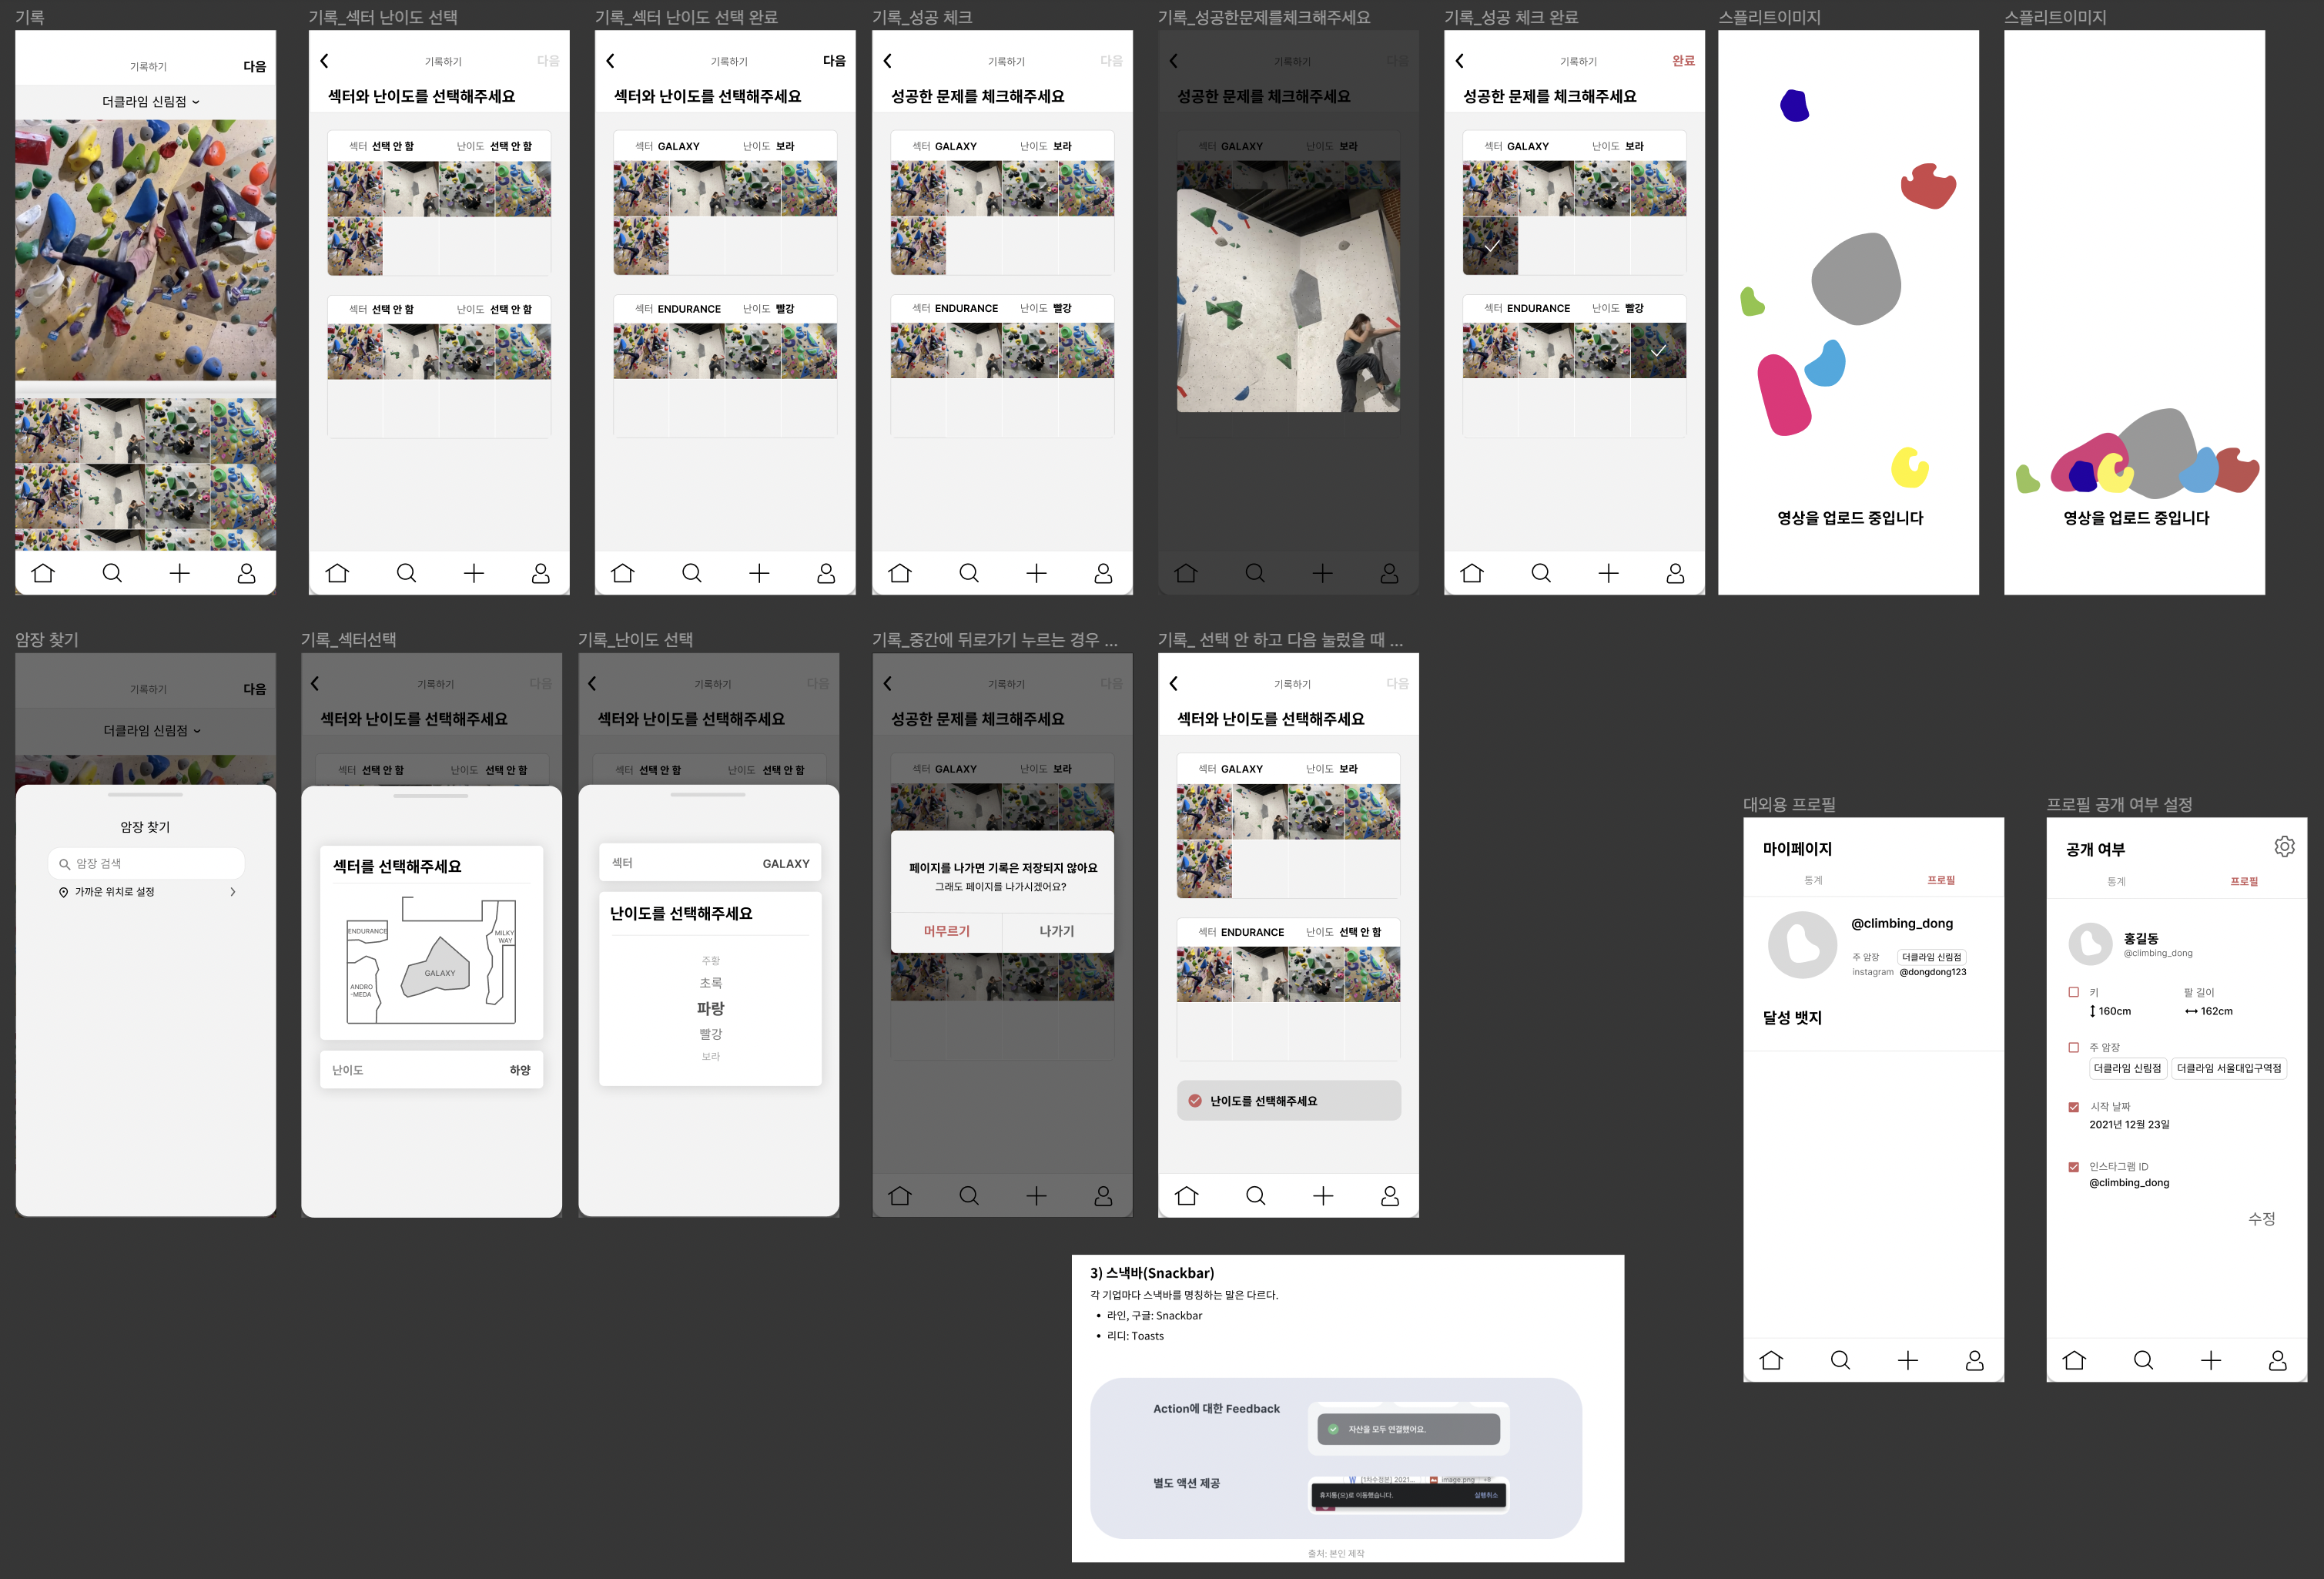 기록
기록하기
다음
더클라임 신림점
기록_섹터 난이도 선택
기록하기
다음
섹터와 난이도를 선택해주세요
섹터 선택 안 함 난이도 선택 안 함
섹터 선택 안 함 난이도 선택 안 함
기록_섹터 난이도 선택 완료
기록하기
다음
섹터와 난이도를 선택해주세요
섹터 GALAXY 난이도 보라
섹터 ENDURANCE 난이도 빨강
기록_성공 체크
기록하기
다음
성공한 문제를 체크해주세요
섹터 GALAXY 난이도 보라
섹터 ENDURANCE 난이도 빨강
기록_성공한문제를체크해주세요
기록하기
다음
성공한 문제를 체크해주세요
섹터 GALAXY 난이도 보라
기록_성공 체크 완료
기록하기
완료
성공한 문제를 체크해주세요
섹터 GALAXY 난이도 보라
섹터 ENDURANCE 난이도 빨강
스플리트이미지
영상을 업로드 중입니다
스플리트이미지
영상을 업로드 중입니다
암장 찾기
기록하기
다음
더클라임 신림점
암장 찾기
암장 검색
가까운 위치로 설정
기록_섹터선택
기록하기
다음
섹터와 난이도를 선택해주세요
섹터 선택 안 함 난이도 선택 안 함
섹터를 선택해주세요
ENDURANCE
MILKY
WAY
GALAXY
ANDRO
-MEDA
난이도 하양
기록_난이도 선택
기록하기
다음
섹터와 난이도를 선택해주세요
섹터 선택 안 함 난이도 선택 안 함
섹터 GALAXY
난이도를 선택해주세요
주황
초록
파랑
빨강
보라
기록_중간에 뒤로가기 누르는 경우 ...
기록하기
다음
성공한 문제를 체크해주세요
섹터 GALAXY 난이도 보라
페이지를 나가면 기록은 저장되지 않아요
그래도 페이지를 나가시겠어요?
머무르기 나가기
기록_ 선택 안 하고 다음 눌렀을 때 ...
기록하기
다음
섹터와 난이도를 선택해주세요
섹터 GALAXY 난이도 보라
섹터 ENDURANCE 난이도 선택 안 함
난이도를 선택해주세요
대외용 프로필
마이페이지
통계 프로필
@climbing_dong
주 암장 더클라임 신림점
instagram @dongdong123
달성 뱃지
프로필 공개 여부 설정
공개 여부
통계 프로필
홍길동
@climbing_dong
키 팔 길이
160cm 162cm
주 암장
더클라임 신림점 더클라임 서울대입구역점
시작 날짜
2021년 12월 23일
인스타그램 ID
@climbing_dong
수정
3) 스낵바(Snackbar)
각 기업마다 스낵바를 명칭하는 말은 다르다.
• 라인, 구글: Snackbar
• 리디: Toasts
Action에 대한 Feedback
자산을 모두 연결했어요.
별도 액션 제공
W [1차수정본] 2021... image.png
휴지통(으)로 이동했습니다. 실행취소
출처: 본인 제작